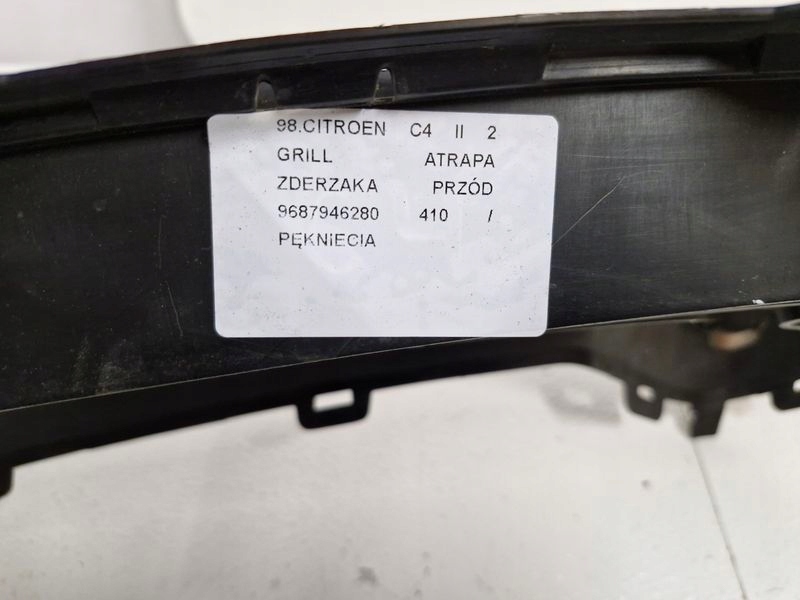 98.CITROEN C4 II 2
GRILL ATRAPA
ZDERZAKA PRZÓD
9687946280 410 /
PĘKNIECIA